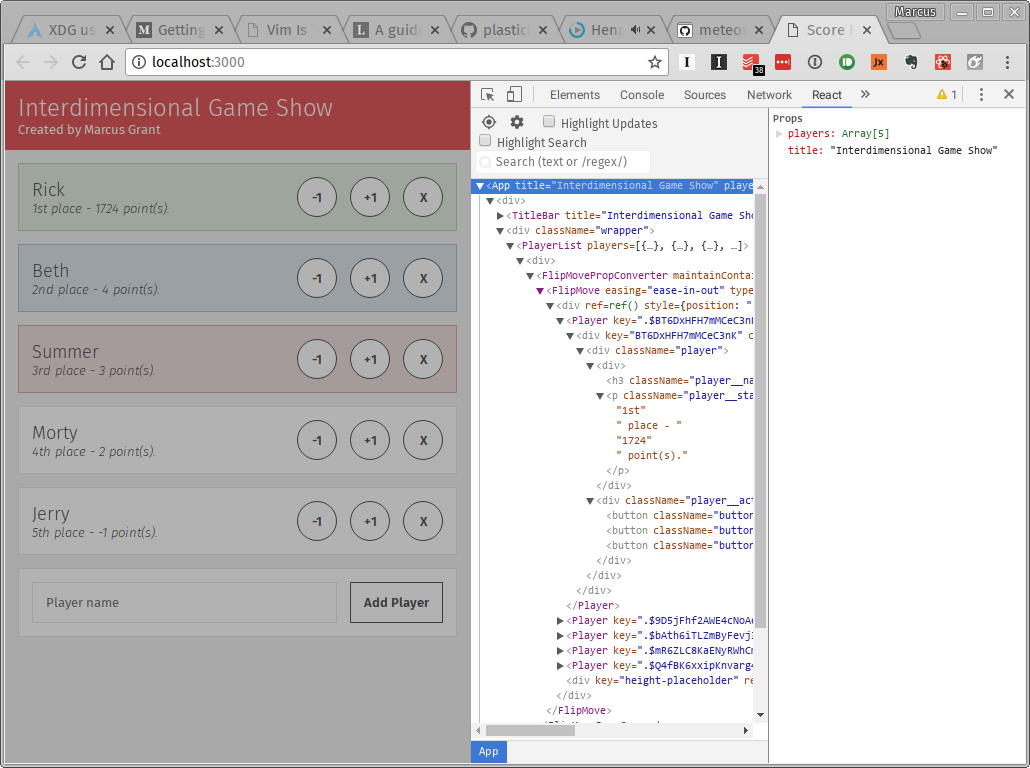 Marcus
XDG us
Getting
Vim Is
A guid
plastic
Henr
meteor
Score
localhost:3000
38
Jx
Interdimensional Game Show
Created by Marcus Grant
Rick
1st place - 1724 point(s).
-1
+1
X
Beth
2nd place - 4 point(s).
-1
+1
X
Summer
3rd place - 3 point(s).
-1
+1
X
Morty
4th place - 2 point(s).
-1
+1
X
Jerry
5th place - -1 point(s).
-1
+1
X
Player name
Add Player
Elements Console Sources Network React » 1
Highlight Updates
Highlight Search
Search (text or /regex/)
<App title="Interdimensional Game Show" playe
<div>
<TitleBar title="Interdimensional Game Sho
<div className="wrapper">
<PlayerList players=[{…}, {…}, {…}, …]>
<div>
<FlipMovePropConverter maintainContai
<FlipMove easing="ease-in-out" type
<div ref=ref() style={position: "
<Player key=".$BT6DxHFH7mMCeC3nK
<div key="BT6DxHFH7mMCeC3nK" c
<div className="player">
<div>
<h3 className="player__na
<p className="player__sta
"1st"
" place - "
"1724"
" point(s)."
</p>
</div>
<div className="player__act
<button className="button
<button className="button
<button className="button
</div>
</div>
</div>
</Player>
<Player key=".$9D5jFhf2AWE4cNoA
<Player key=".$bAth6iTLZmByFevj
<Player key=".$mR6ZLC8KaENyRWhC
<Player key=".$Q4fBK6xxipKnvarg
<div key="height-placeholder" re
</div>
</FlipMove>
App
Props
players: Array[5]
title: "Interdimensional Game Show"